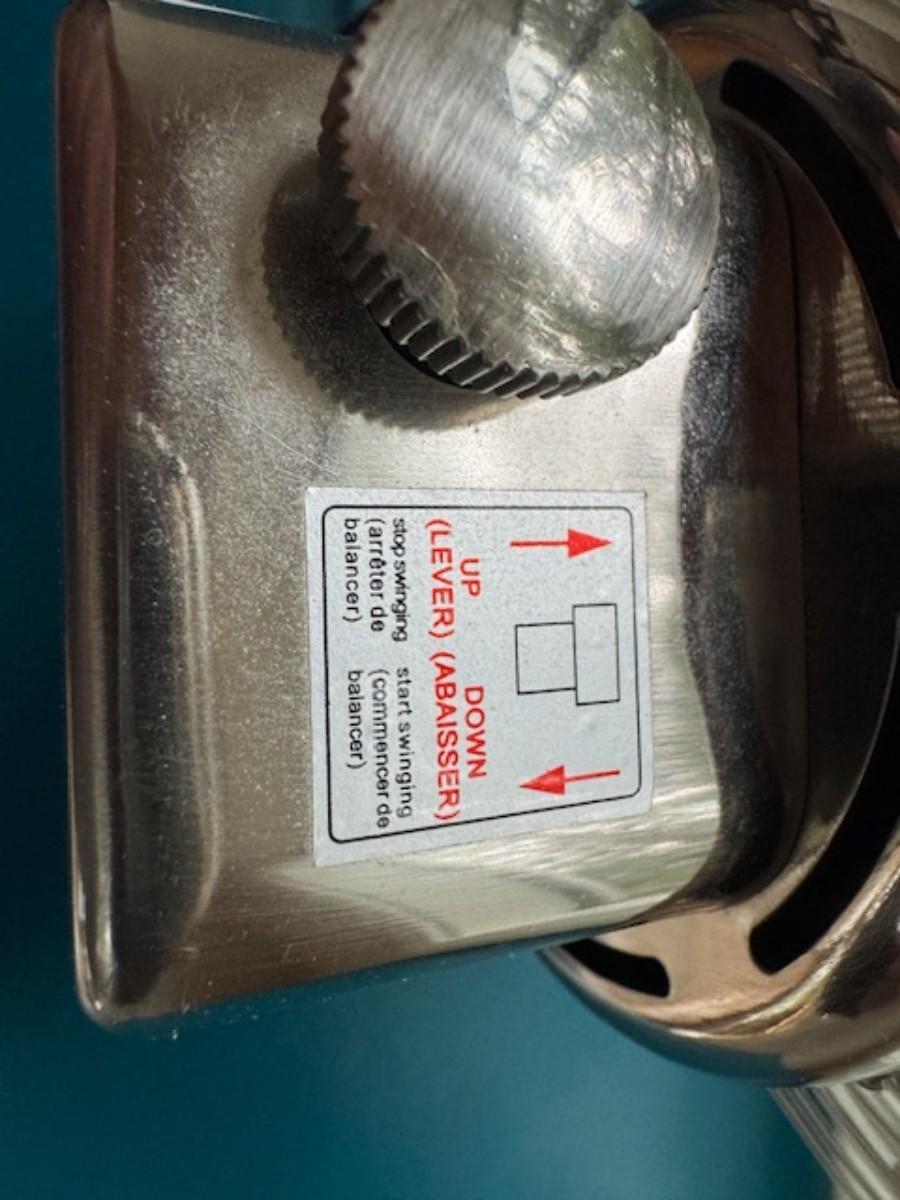 UP DOWN
(LEVER) (ABAISSER)
stop swinging
(arrêter de
balancer)
start swinging
(commencer de
balancer)